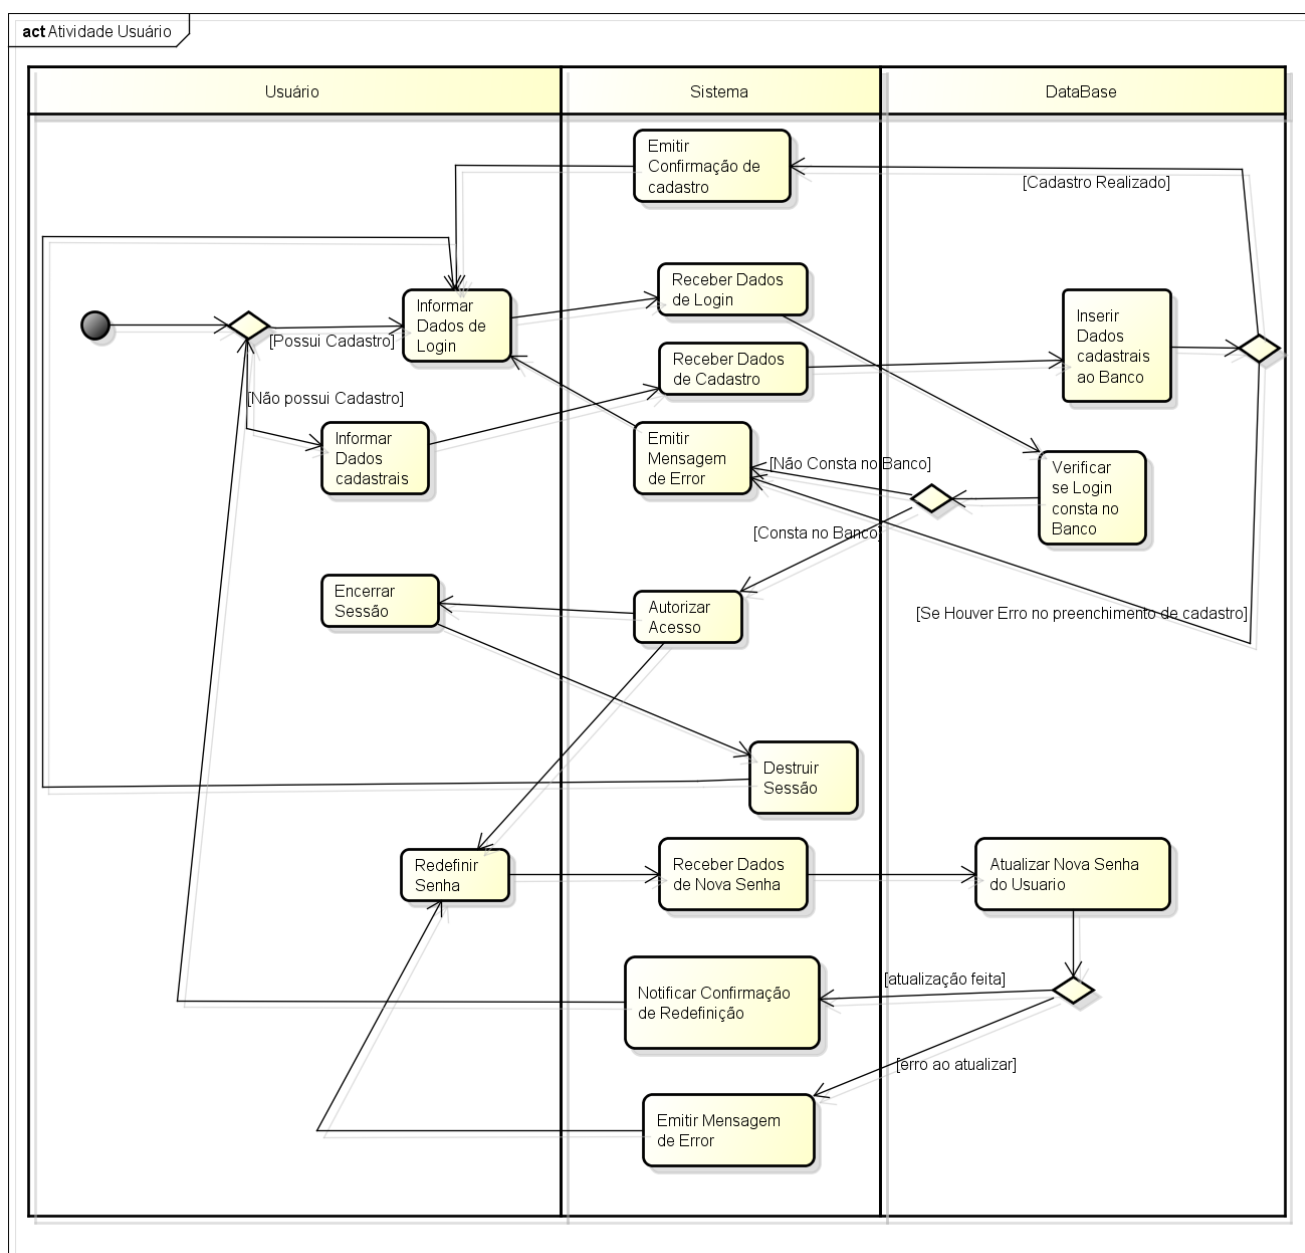 act Atividade Usuário
Usuário
Sistema
DataBase
Emitir
Confirmação de
cadastro
[Cadastro Realizado]
Receber Dados
de Login
Informar
Dados de
Login
Inserir
Dados
cadastrais
ao Banco
[Possui Cadastro]
Receber Dados
de Cadastro
[Não possui Cadastro]
Informar
Dados
cadastrais
Emitir
Mensagem
de Error
[Não Consta no Banco]
Verificar
se Login
consta no
Banco
[Consta no Banco]
Encerrar
Sessão
Autorizar
Acesso
[Se Houver Erro no preenchimento de cadastro]
Destruir
Sessão
Redefinir
Senha
Receber Dados
de Nova Senha
Atualizar Nova Senha
do Usuario
[atualização feita]
Notificar Confirmação
de Redefinição
[erro ao atualizar]
Emitir Mensagem
de Error